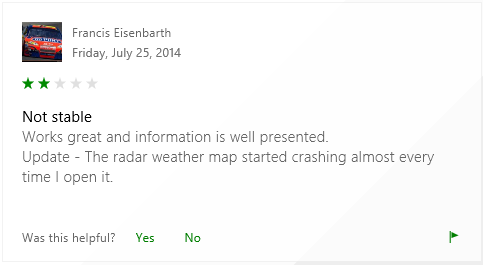 Francis Eisenbarth
Friday, July 25, 2014
Not stable
Works great and information is well presented.
Update - The radar weather map started crashing almost every
time I open it.
Was this helpful? Yes No